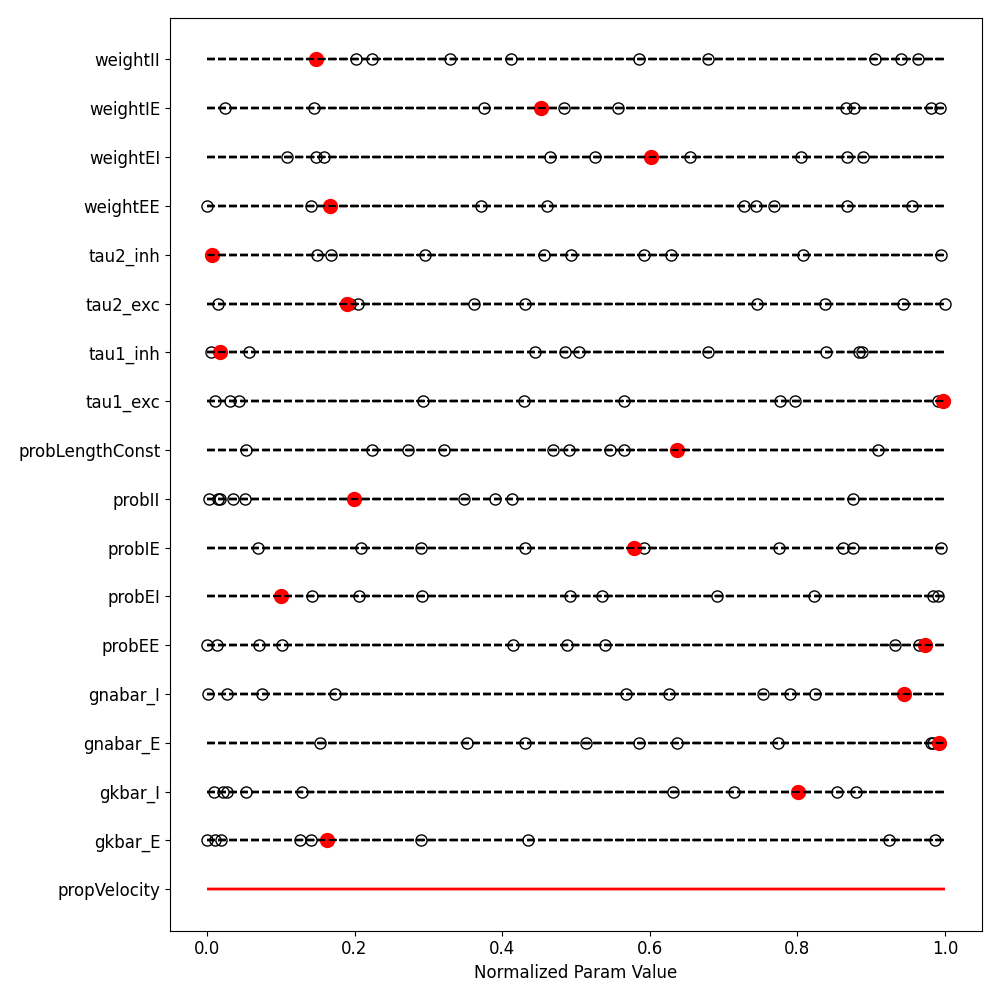 weightII
weightIE
weightEI
weightEE
tau2_inh
tau2_exc
tau1_inh
tau1_exc
probLengthConst
probII
probIE
probEI
probEE
gnabar_I
gnabar_E
gkbar_I
gkbar_E
propVelocity
0.0 0.2 0.4 0.6 0.8 1.0
Normalized Param Value